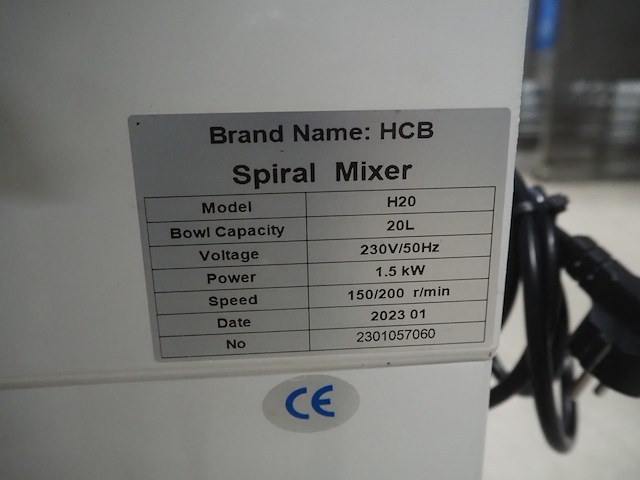 Brand Name: HCB
Spiral Mixer
Model H20
Bowl Capacity 20L
Voltage 230V/50Hz
Power 1.5 kW
Speed 150/200 r/min
Date 2023 01
No 2301057060
CE